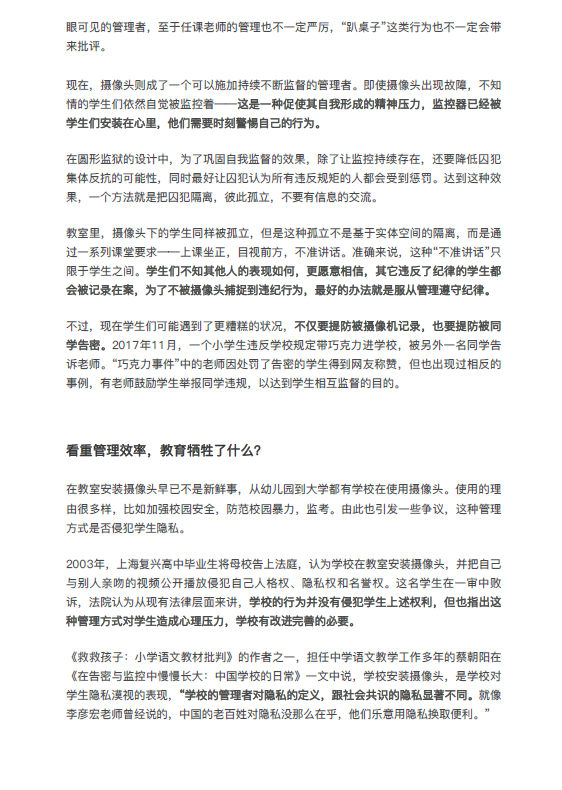 眼可见的管理者，至于任课老师的管理也不一定严厉，“趴桌子”这类行为也不一定会带
来批评。
现在，摄像头则成了一个可以施加持续不断监督的管理者。即使摄像头出现故障，不知
情的学生们依然自觉被监控着——这是一种促使其自我形成的精神压力，监控器已经被
学生们安装在心里，他们需要时刻警惕自己的行为。
在圆形监狱的设计中，为了巩固自我监督的效果，除了让监控持续存在，还要降低囚犯
集体反抗的可能性，同时最好让囚犯认为所有违反规矩的人都会受到惩罚。达到这种效
果，一个方法就是把囚犯隔离，彼此孤立，不要有信息的交流。
教室里，摄像头下的学生同样被孤立，但是这种孤立不是基于实体空间的隔离，而是通
过一系列课堂要求——上课坐正，目视前方，不准讲话。准确来说，这种“不准讲话”只
限于学生之间。学生们不知其他人的表现如何，更愿意相信，其它违反了纪律的学生都
会被记录在案，为了不被摄像头捕捉到违纪行为，最好的办法就是服从管理遵守纪律。
不过，现在学生们可能遇到了更糟糕的状况，不仅要提防被摄像机记录，也要提防被同
学告密。2017年11月，一个小学生违反学校规定带巧克力进学校，被另外一名同学告
诉老师。“巧克力事件”中的老师因处罚了告密的学生得到网友称赞，但也出现过相反的
事例，有老师鼓励学生举报同学违规，以达到学生相互监督的目的。
看重管理效率，教育牺牲了什么？
在教室安装摄像头早已不是新鲜事，从幼儿园到大学都有学校在使用摄像头。使用的理
由很多样，比如加强校园安全，防范校园暴力，监考。由此也引发一些争议，这种管理
方式是否侵犯学生隐私。
2003年，上海复兴高中毕业生将母校告上法庭，认为学校在教室安装摄像头，并把自己
与别人亲吻的视频公开播放侵犯自己人格权、隐私权和名誉权。这名学生在一审中败
诉，法院认为从现有法律层面来讲，学校的行为并没有侵犯学生上述权利，但也指出这
种管理方式对学生造成心理压力，学校有改进完善的必要。
《救救孩子：小学语文教材批判》的作者之一，担任中学语文教学工作多年的蔡朝阳在
《在告密与监控中慢慢长大：中国学校的日常》一文中说，学校安装摄像头，是学校对
学生隐私漠视的表现，“学校的管理者对隐私的定义，跟社会共识的隐私显著不同。就像
李彦宏老师曾经说的，中国的老百姓对隐私没那么在乎，他们乐意用隐私换取便利。”